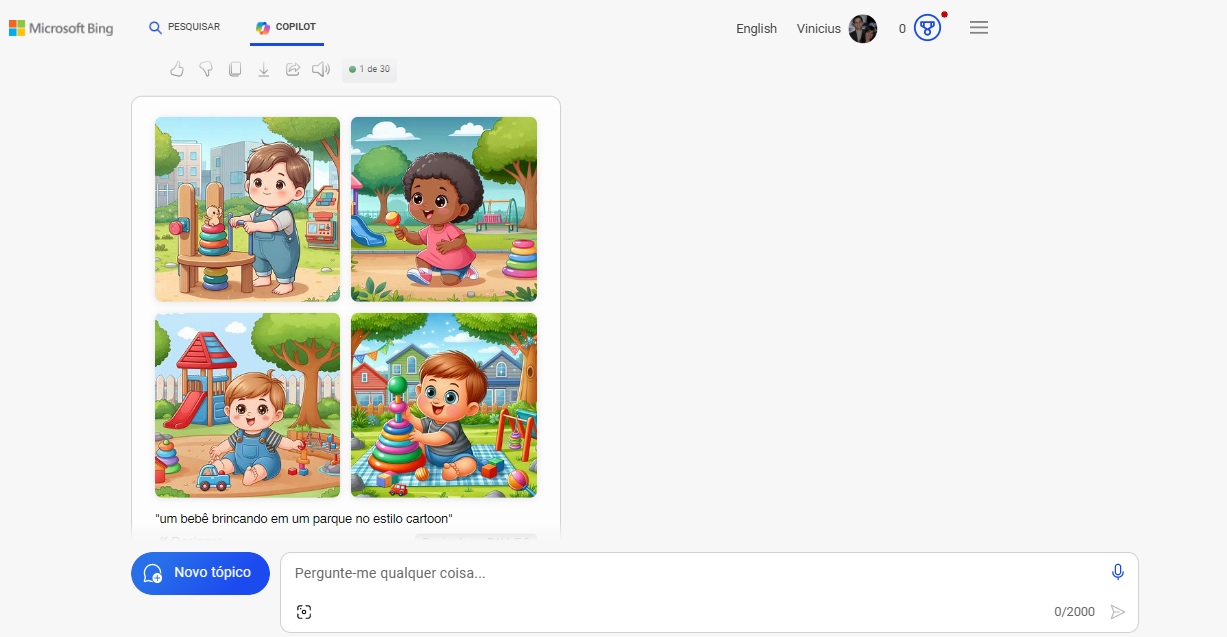 Microsoft Bing
PESQUISAR
COPILOT
English
Vinicius
0
1 de 30
"um bebê brincando em um parque no estilo cartoon"
Novo tópico
Pergunte-me qualquer coisa...
0/2000